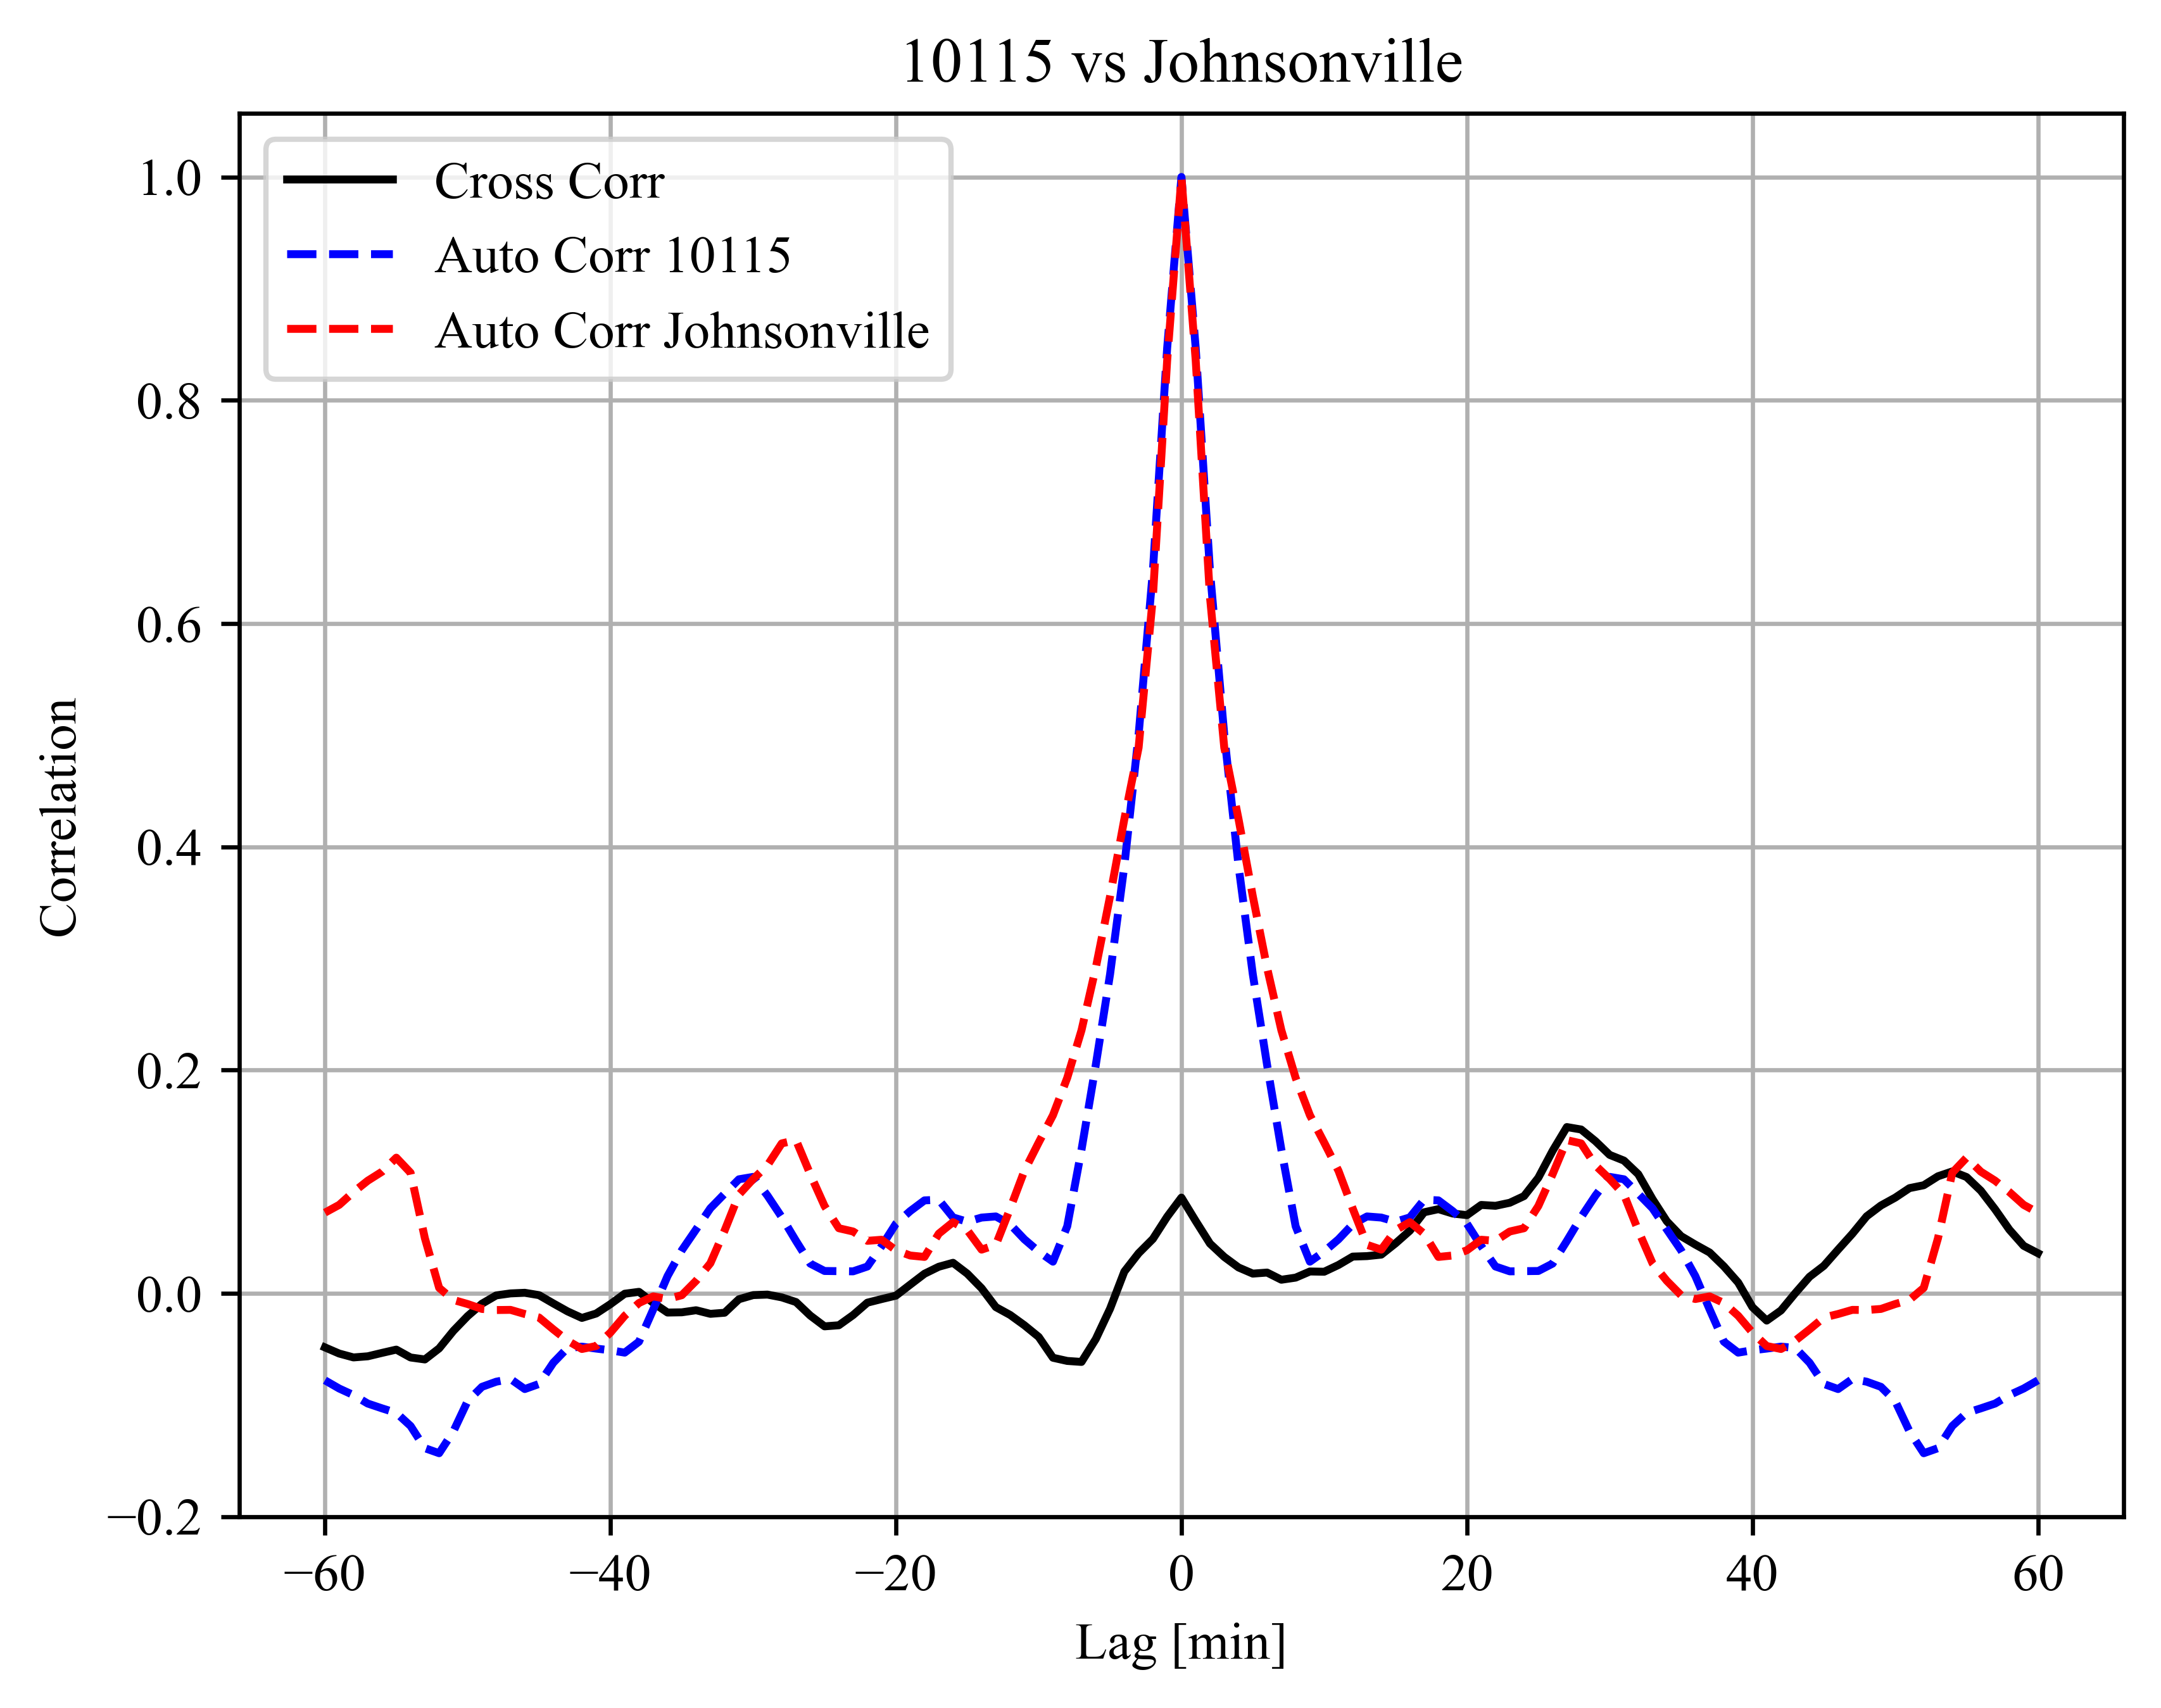 10115 vs Johnsonville
Cross Corr
Auto Corr 10115
Auto Corr Johnsonville
1.0
0.8
0.6
0.4
0.2
0.0
−0.2
Correlation
−60 −40 −20 0 20 40 60
Lag [min]